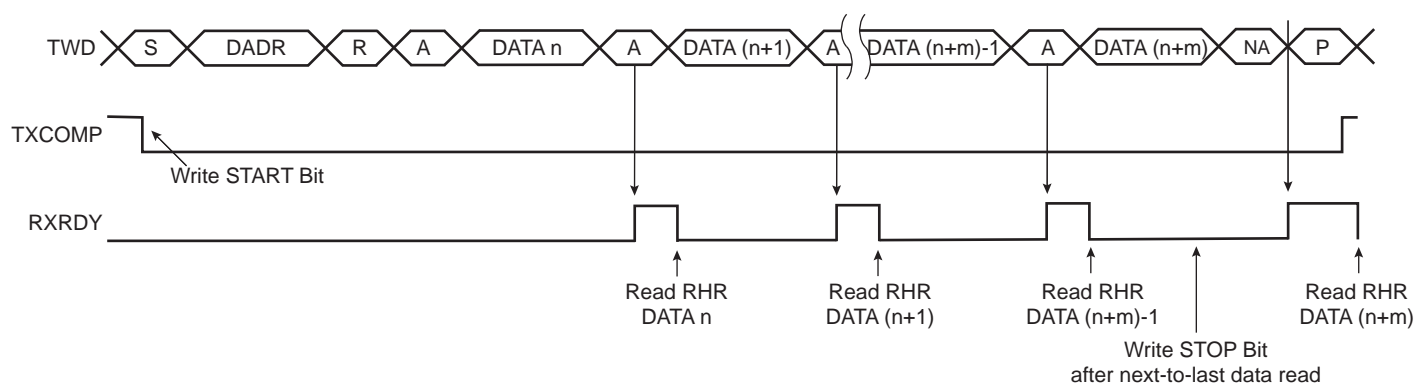 TWD S DADR R A DATA n A DATA (n+1) A DATA (n+m)-1 A DATA (n+m) NA P
TXCOMP
Write START Bit
RXRDY
Read RHR
DATA n
Read RHR
DATA (n+1)
Read RHR
DATA (n+m)-1
Read RHR
DATA (n+m)
Write STOP Bit
after next-to-last data read